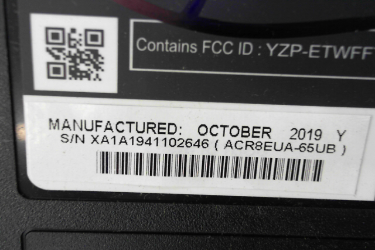 Contains FCC ID : YZP-ETWFF
MANUFACTURED: OCTOBER 2019 Y
S/N XA1A1941102646 ( ACR8EUA-65UB )